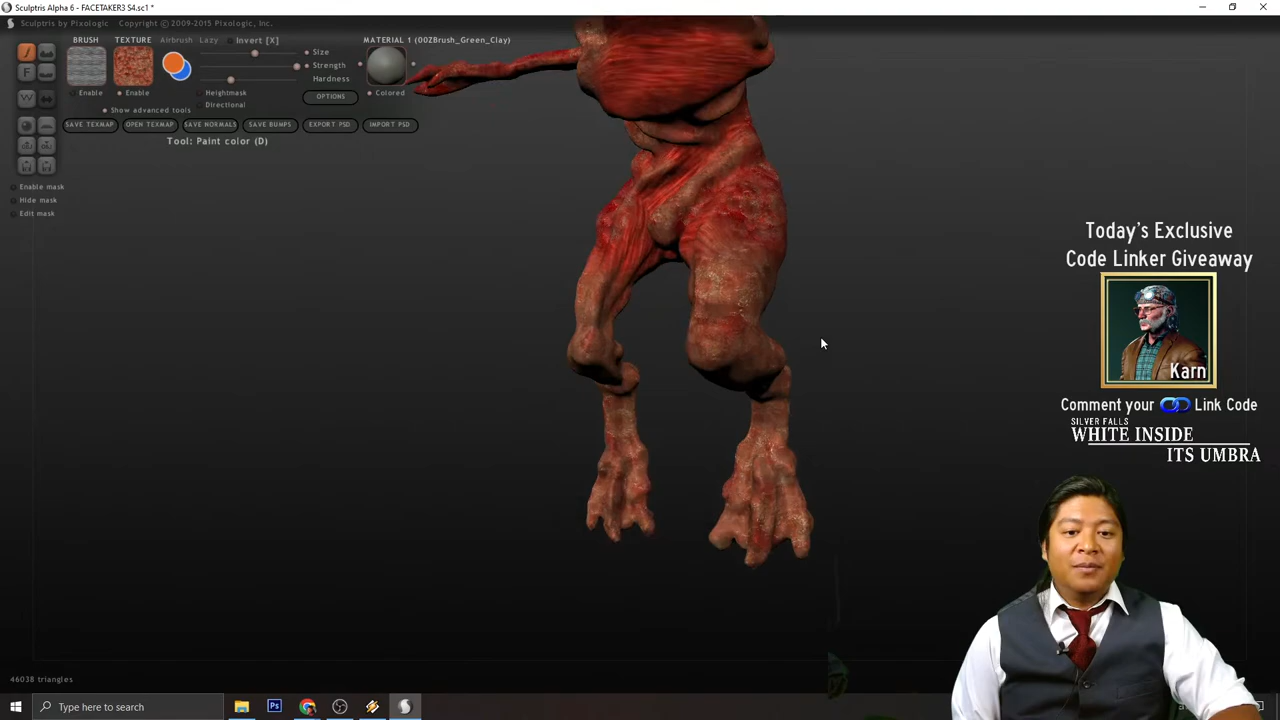 Sculptris Alpha 6 - FACETAKER3 S4.sc1 *
Sculptris by Pixologic Copyright © 2009-2015 Pixologic, Inc.
BRUSH TEXTURE Airbrush Lazy Invert [X] MATERIAL 1 (00ZBrush_Green_Clay)
Size
Strength
Hardness
Enable Enable Heightmask OPTIONS Colored
Directional
Show advanced tools
SAVE TEXMAP OPEN TEXMAP SAVE NORMALS SAVE BUMPS EXPORT PSD IMPORT PSD
Tool: Paint color (D)
F
W
OBJ OBJ
Enable mask
Hide mask
Edit mask
Today's Exclusive
Code Linker Giveaway
Karn
Comment your Link Code
SILVER FALLS
WHITE INSIDE
ITS UMBRA
46038 triangles
Type here to search
Ps